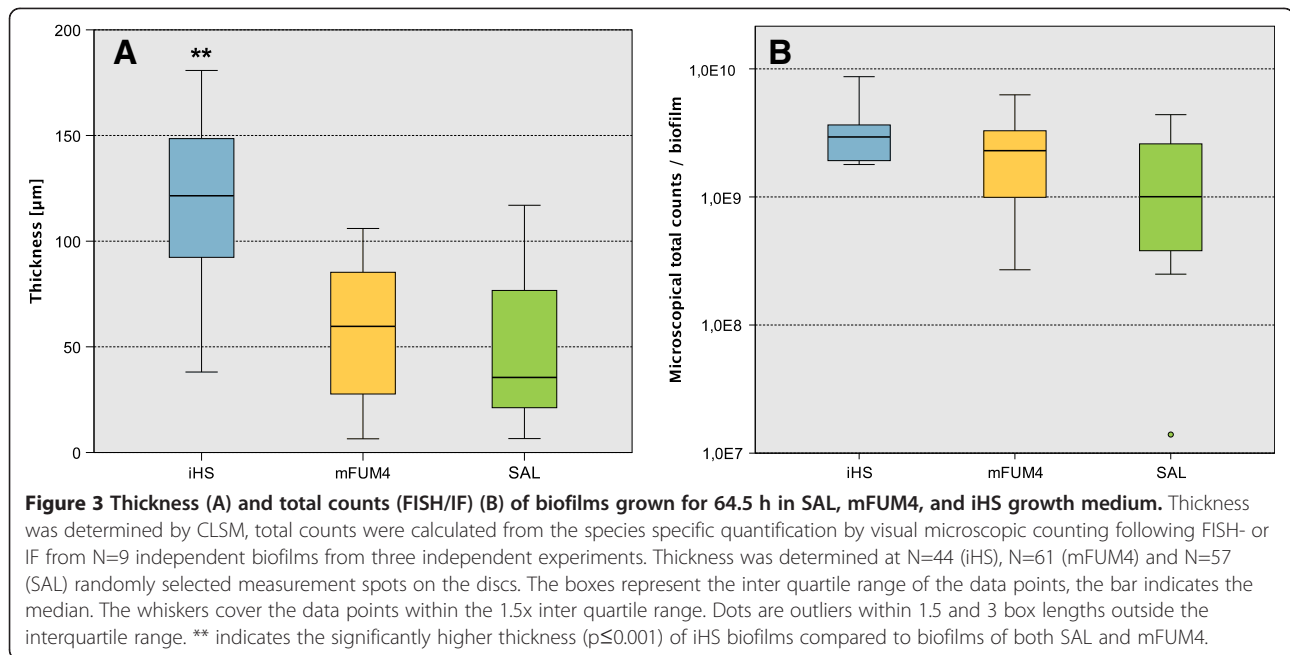 A
**
200
150
100
50
0
Thickness [µm]
iHS mFUM4 SAL
B
1,0E10
1,0E9
1,0E8
1,0E7
Microscopical total counts / biofilm
iHS mFUM4 SAL
Figure 3 Thickness (A) and total counts (FISH/IF) (B) of biofilms grown for 64.5 h in SAL, mFUM4, and iHS growth medium. Thickness
was determined by CLSM, total counts were calculated from the species specific quantification by visual microscopic counting following FISH- or
IF from N=9 independent biofilms from three independent experiments. Thickness was determined at N=44 (iHS), N=61 (mFUM4) and N=57
(SAL) randomly selected measurement spots on the discs. The boxes represent the inter quartile range of the data points, the bar indicates the
median. The whiskers cover the data points within the 1.5x inter quartile range. Dots are outliers within 1.5 and 3 box lengths outside the
interquartile range. ** indicates the significantly higher thickness (p≤0.001) of iHS biofilms compared to biofilms of both SAL and mFUM4.